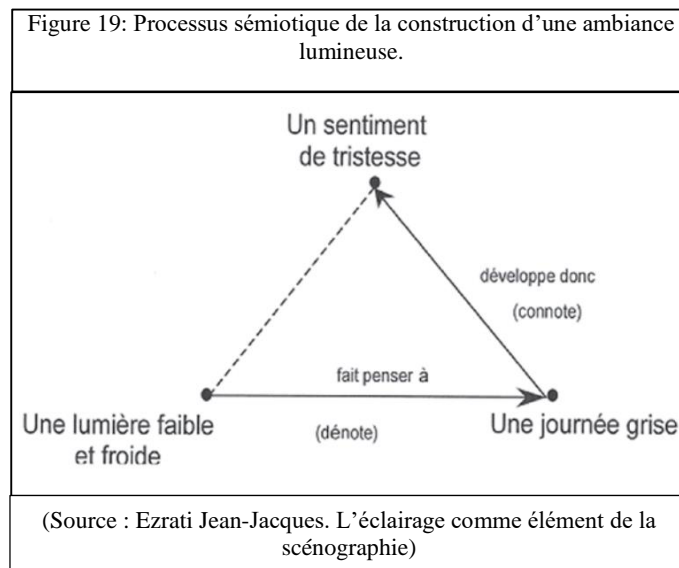 Figure 19: Processus sémiotique de la construction d’une ambiance
lumineuse.
Un sentiment
de tristesse
développe donc
(connote)
fait penser à
Une lumière faible
et froide
(dénote)
Une journée grise
(Source : Ezrati Jean-Jacques. L’éclairage comme élément de la
scénographie)